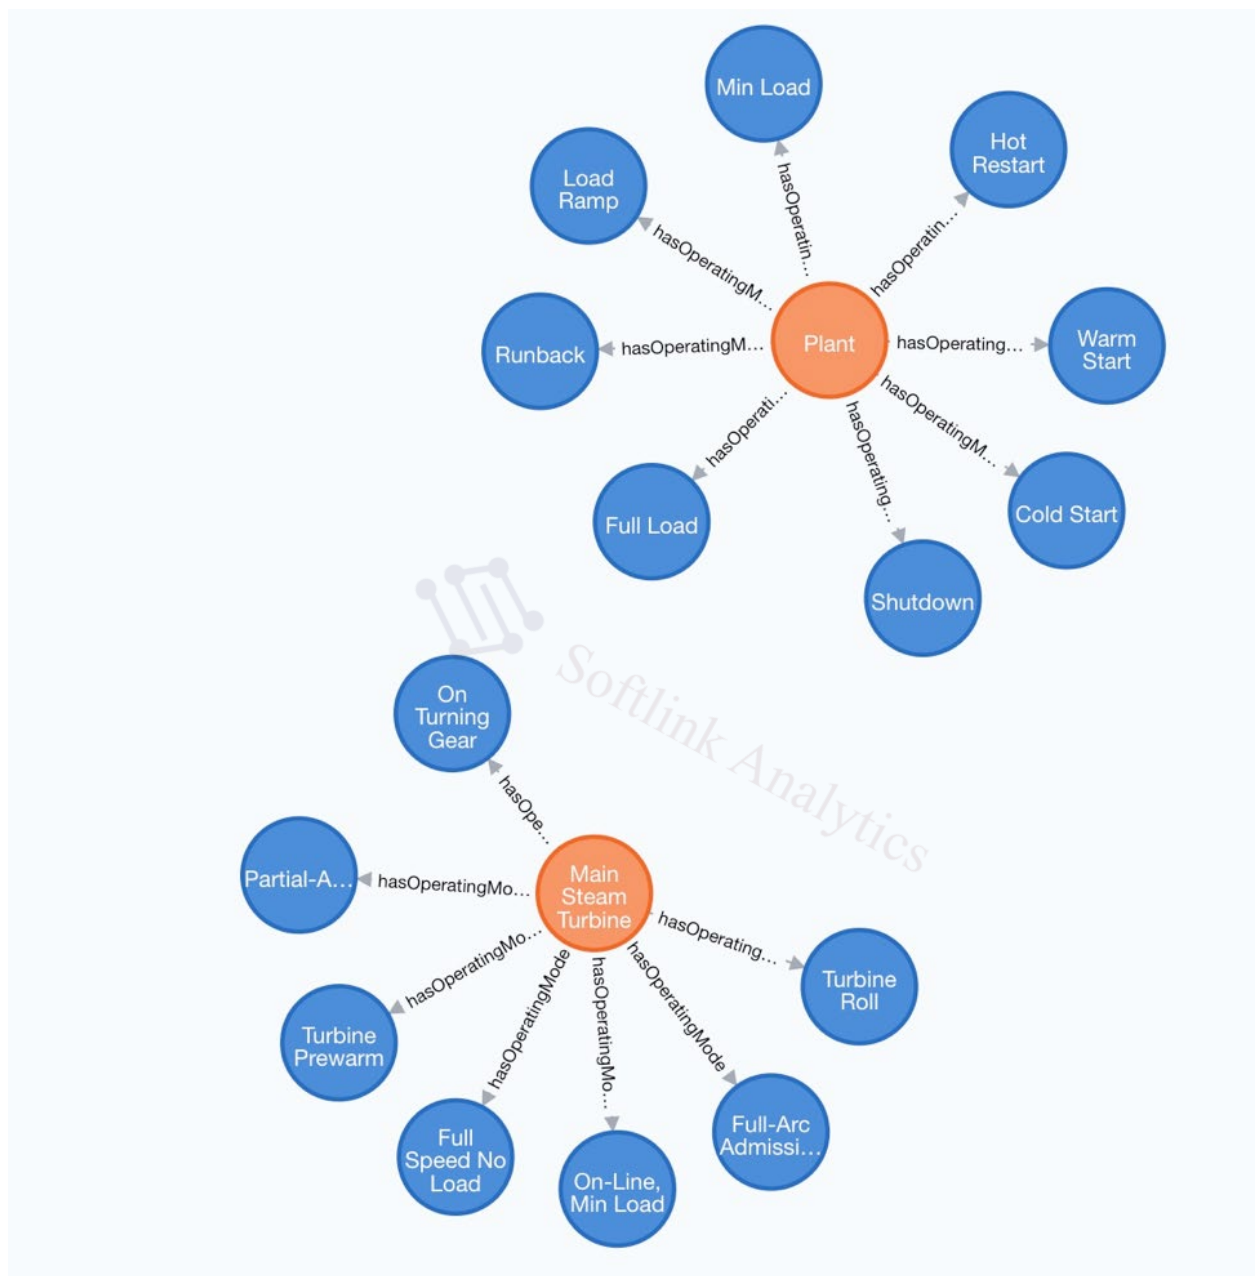 Min Load
Hot
Restart
Load
Ramp
hasOperatin...
hasOperatin...
hasOperatingM...
Runback
hasOperatingM...
Plant
hasOperating...
Warm
Start
hasOperati...
hasOperating...
hasOperatingM...
Full Load
Cold Start
Shutdown
Softlink Analytics
On
Turning
Gear
hasOpe...
Partial-A...
hasOperatingMo...
Main
Steam
Turbine
hasOperating...
hasOperatingMo...
hasOperatingMode
hasOperatingMo...
hasOperatingMode
Turbine
Roll
Turbine
Prewarm
Full
Speed No
Load
On-Line,
Min Load
Full-Arc
Admissi...